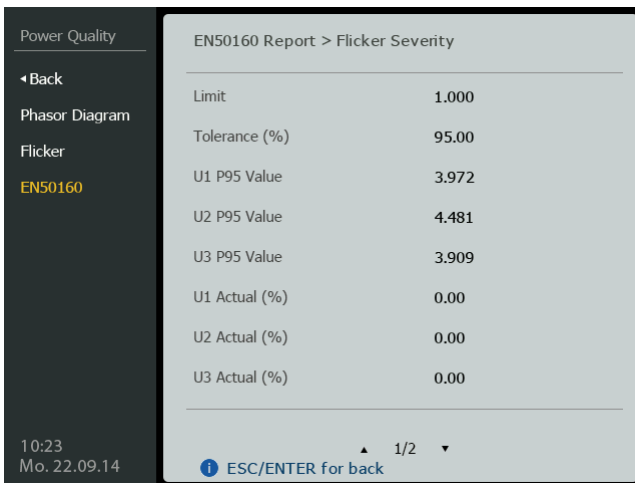 Power Quality
Back
Phasor Diagram
Flicker
EN50160
10:23
Mo. 22.09.14
EN50160 Report > Flicker Severity
Limit 1.000
Tolerance (%) 95.00
U1 P95 Value 3.972
U2 P95 Value 4.481
U3 P95 Value 3.909
U1 Actual (%) 0.00
U2 Actual (%) 0.00
U3 Actual (%) 0.00
1/2
ESC/ENTER for back